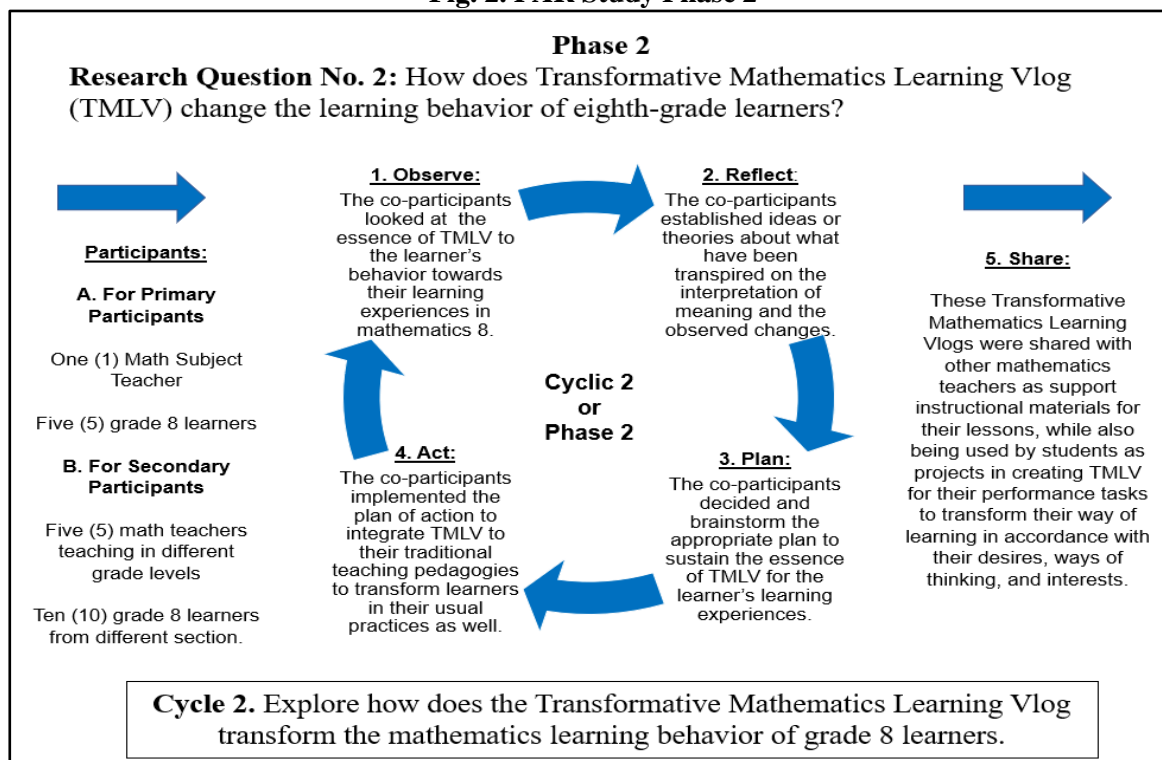 Fig. 2. PAR Study Phase 2
Phase 2
Research Question No. 2: How does Transformative Mathematics Learning Vlog
(TMLV) change the learning behavior of eighth-grade learners?
Participants:
A. For Primary
Participants
One (1) Math Subject
Teacher
Five (5) grade 8 learners
B. For Secondary
Participants
Five (5) math teachers
teaching in different
grade levels
Ten (10) grade 8 learners
from different section.
1. Observe:
The co-participants
looked at the
essence of TMLV to
the learner's
behavior towards
their learning
experiences in
mathematics 8.
2. Reflect:
The co-participants
established ideas or
theories about what
have been
transpired on the
interpretation of
meaning and the
observed changes.
Cyclic 2
or
Phase 2
4. Act:
The co-participants
implemented the
plan of action to
integrate TMLV to
their traditional
teaching pedagogies
to transform learners
in their usual
practices as well.
3. Plan:
The co-participants
decided and
brainstorm the
appropriate plan to
sustain the essence
of TMLV for the
learner's learning
experiences.
5. Share:
These Transformative
Mathematics Learning
Vlogs were shared with
other mathematics
teachers as support
instructional materials for
their lessons, while also
being used by students as
projects in creating TMLV
for their performance tasks
to transform their way of
learning in accordance with
their desires, ways of
thinking, and interests.
Cycle 2. Explore how does the Transformative Mathematics Learning Vlog
transform the mathematics learning behavior of grade 8 learners.